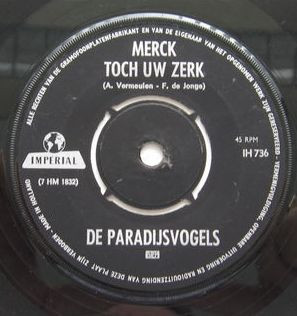 ALLE RECHTEN VAN DE GRAMOFOONPLATENFABRIKANT EN VAN DE EIGENAAR VAN HET OPGENOMEN WERK ZIJN GERESERVEERD - VERMENIGVULDIGING, OPENBARE UITVOERING EN RADIOUITZENDING VAN DEZE PLAAT ZIJN VERBODEN - MADE IN HOLLAND
MERCK
TOCH UW ZERK
(A. Vermeulen - F. de Jonge)
45 RPM
IMPERIAL
IH 736
(7 HM 1832)
DE PARADIJSVOGELS